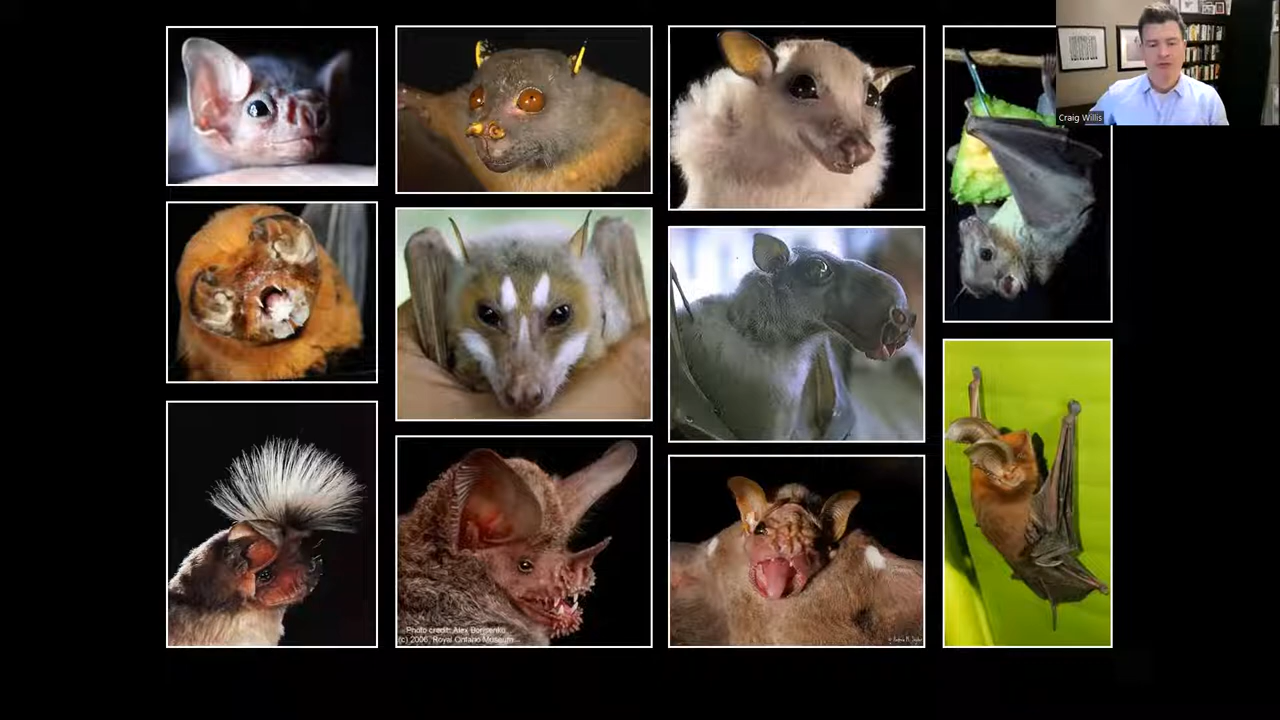 Craig Willis
Photo credit: Alex Borisenko
(c) 2006, Royal Ontario Museum